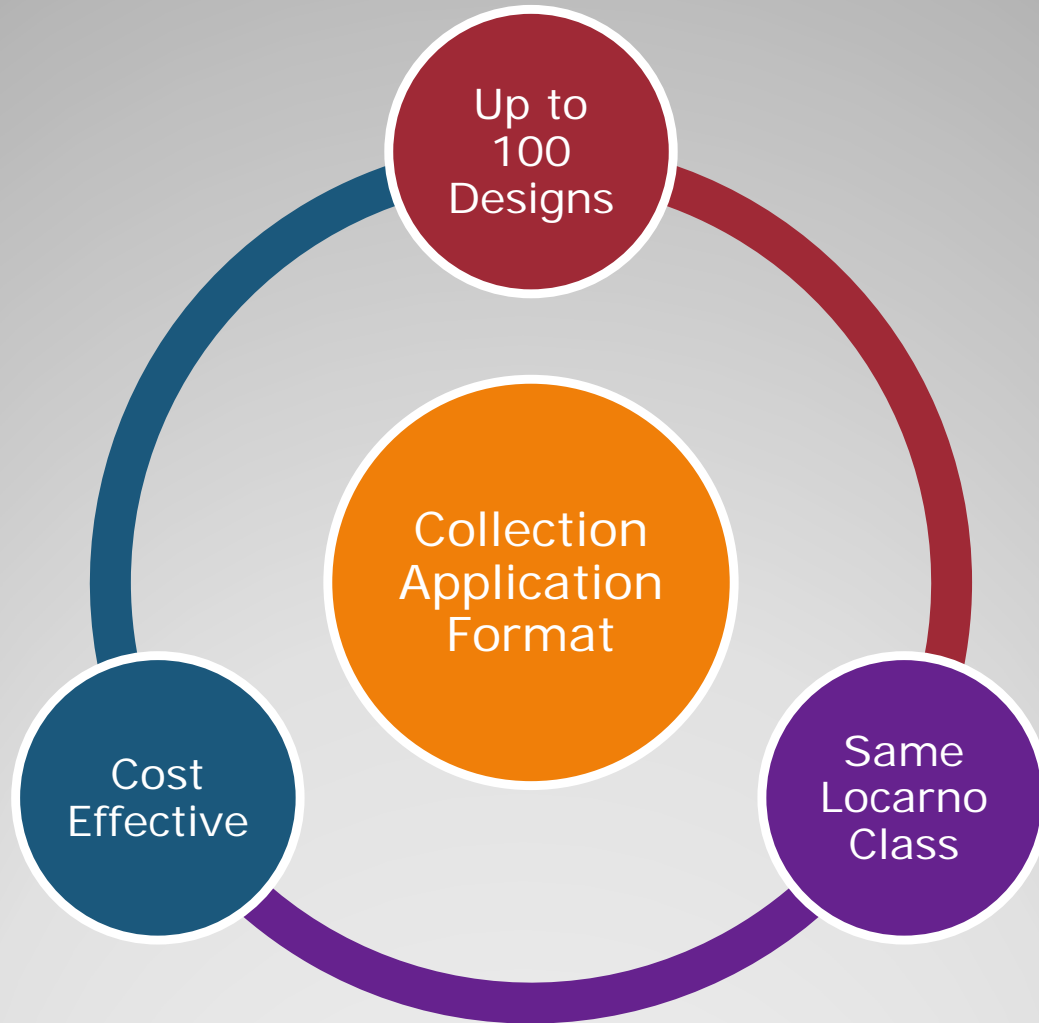 Up to
100
Designs
Collection
Application
Format
Cost
Effective
Same
Locarno
Class